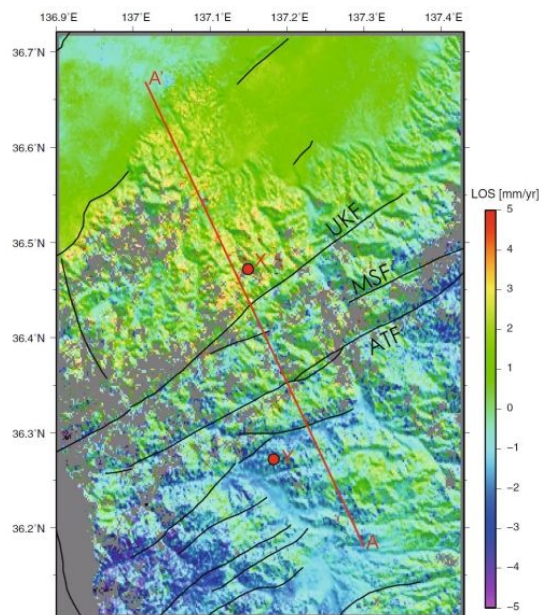 136.9˚E 137˚E 137.1˚E 137.2˚E 137.3˚E 137.4˚E
36.7˚N
36.6˚N
36.5˚N
36.4˚N
36.3˚N
36.2˚N
A
UKF
X
MSF
ATF
Y
A'
LOS [mm/yr]
5
4
3
2
1
0
−1
−2
−3
−4
−5